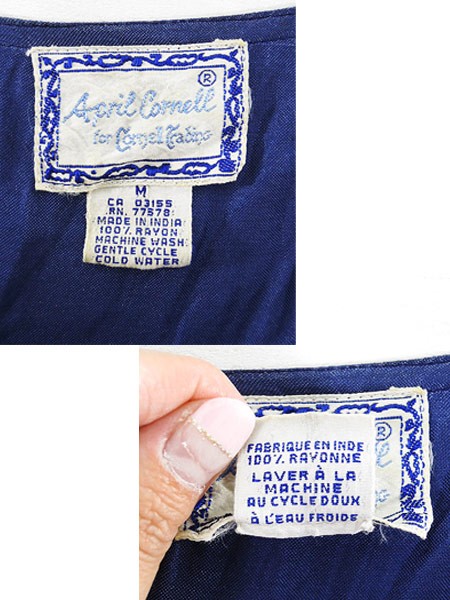 ®
April Cornell
for Cornell Trading
M
CA 03155
RN. 77578
MADE IN INDIA
100% RAYON
MACHINE WASH
GENTLE CYCLE
COLD WATER
®
FABRIQUE EN INDE
100% RAYONNE
LAVER À LA
MACHINE
AU CYCLE DOUX
À L'EAU FROIDE